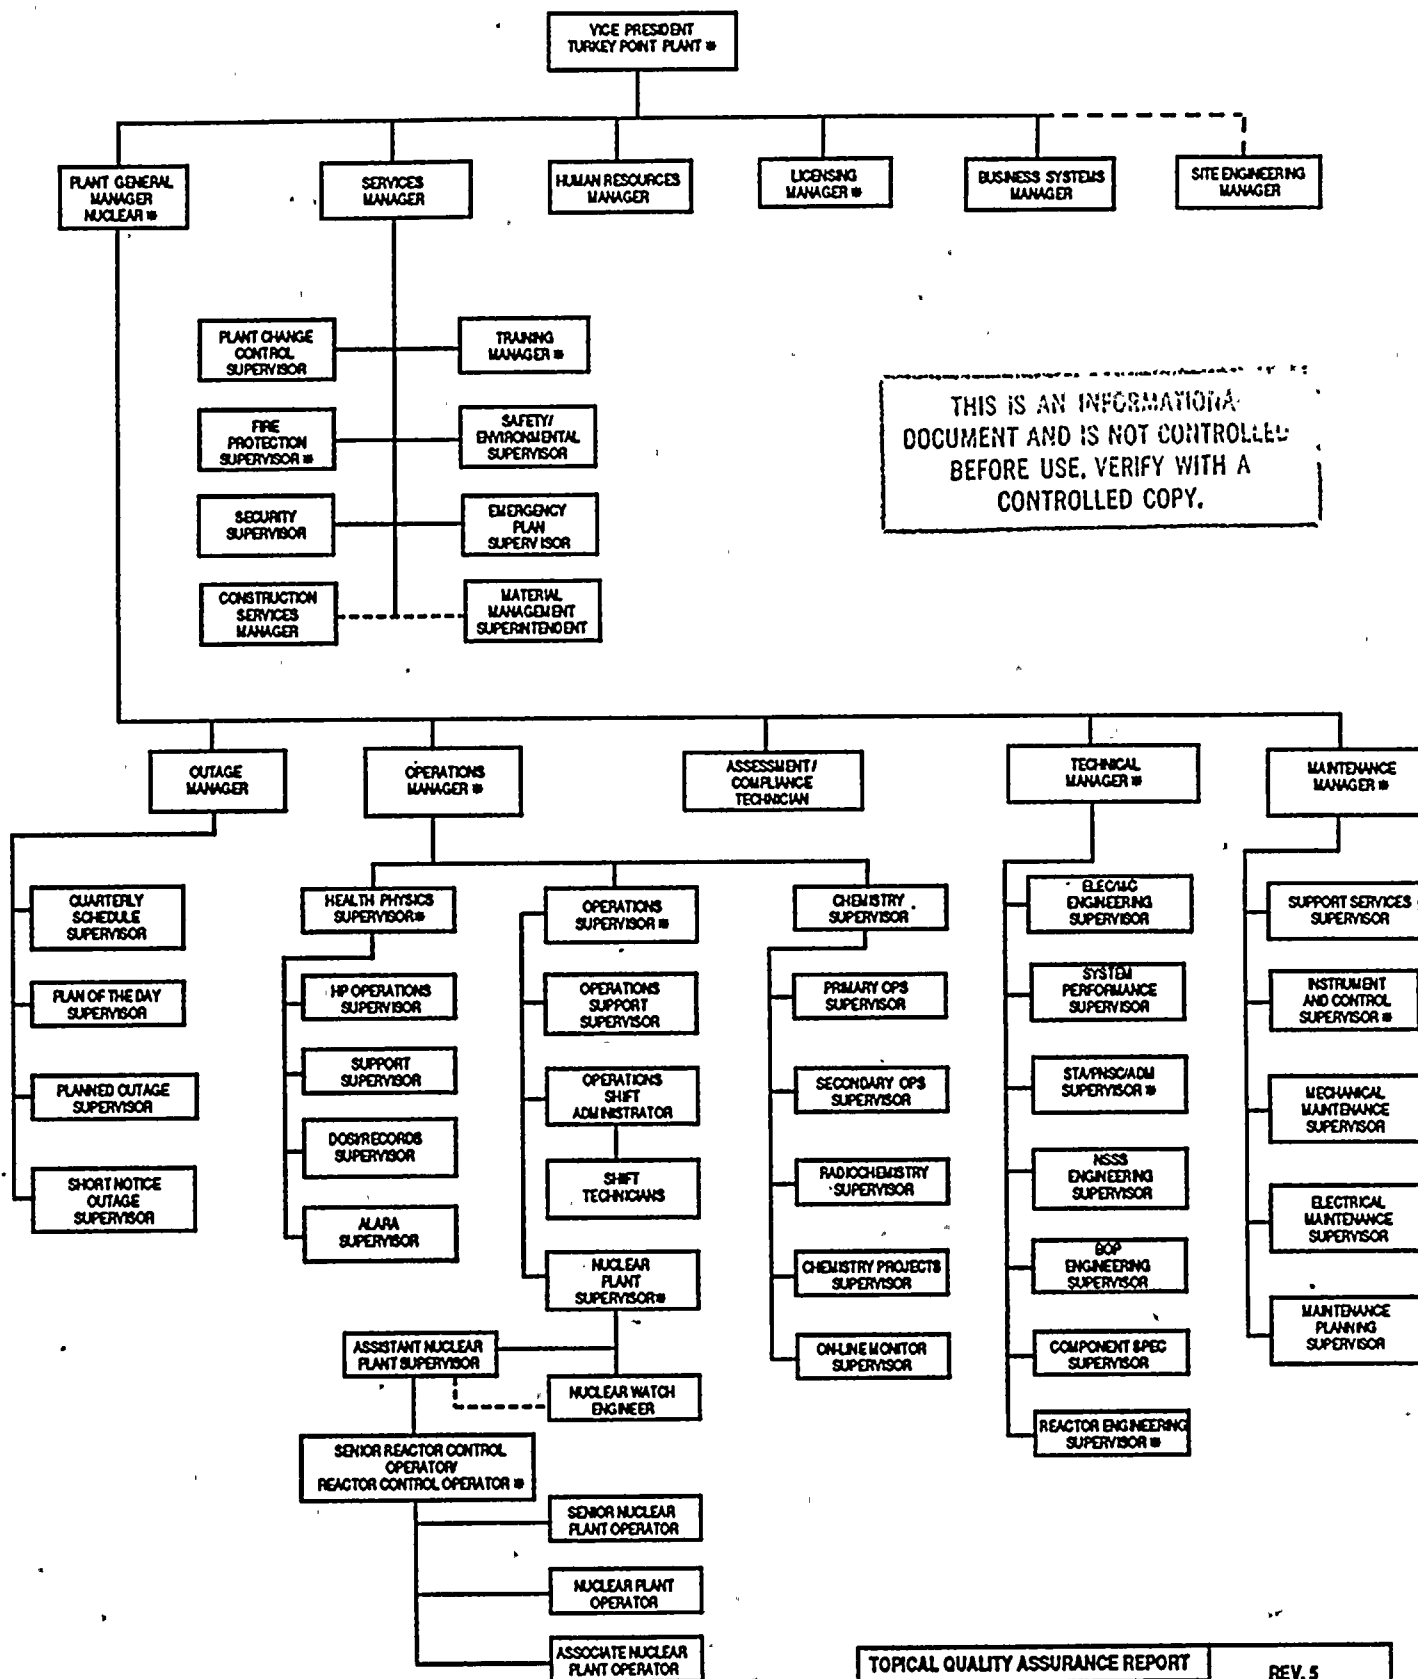 VICE PRESIDENT
TURKEY POINT PLANT *
PLANT GENERAL
MANAGER
NUCLEAR *
SERVICES
MANAGER
HUMAN RESOURCES
MANAGER
LICENSING
MANAGER *
BUSINESS SYSTEMS
MANAGER
SITE ENGINEERING
MANAGER
PLANT CHANGE
CONTROL
SUPERVISOR
TRAINING
MANAGER *
FIRE
PROTECTION
SUPERVISOR *
SAFETY/
ENVIRONMENTAL
SUPERVISOR
SECURITY
SUPERVISOR
EMERGENCY
PLAN
SUPERVISOR
CONSTRUCTION
SERVICES
MANAGER
MATERIAL
MANAGEMENT
SUPERINTENDENT
THIS IS AN INFORMATIONA
DOCUMENT AND IS NOT CONTROLLED
BEFORE USE, VERIFY WITH A
CONTROLLED COPY.
OUTAGE
MANAGER
OPERATIONS
MANAGER *
ASSESSMENT/
COMPLIANCE
TECHNICIAN
TECHNICAL
MANAGER *
MAINTENANCE
MANAGER *
QUARTERLY
SCHEDULE
SUPERVISOR
PLAN OF THE DAY
SUPERVISOR
PLANNED OUTAGE
SUPERVISOR
SHORT NOTICE
OUTAGE
SUPERVISOR
HEALTH PHYSICS
SUPERVISOR *
HP OPERATIONS
SUPERVISOR
SUPPORT
SUPERVISOR
DOSI/RECORDS
SUPERVISOR
ALARA
SUPERVISOR
OPERATIONS
SUPERVISOR *
OPERATIONS
SUPPORT
SUPERVISOR
OPERATIONS
SHIFT
ADMINISTRATOR
SHIFT
TECHNICIANS
NUCLEAR
PLANT
SUPERVISOR *
ASSISTANT NUCLEAR
PLANT SUPERVISOR
NUCLEAR WATCH
ENGINEER
SENIOR REACTOR CONTROL
OPERATOR/
REACTOR CONTROL OPERATOR *
SENIOR NUCLEAR
PLANT OPERATOR
NUCLEAR PLANT
OPERATOR
ASSOCIATE NUCLEAR
PLANT OPERATOR
CHEMISTRY
SUPERVISOR
PRIMARY OPS
SUPERVISOR
SECONDARY OPS
SUPERVISOR
RADIOCHEMISTRY
SUPERVISOR
CHEMISTRY PROJECTS
SUPERVISOR
ON-LINE MONITOR
SUPERVISOR
ELEC/I&C
ENGINEERING
SUPERVISOR
SYSTEM
PERFORMANCE
SUPERVISOR
STA/PNSC/ADM
SUPERVISOR *
NSSS
ENGINEERING
SUPERVISOR
BOP
ENGINEERING
SUPERVISOR
COMPONENT SPEC
SUPERVISOR
REACTOR ENGINEERING
SUPERVISOR *
SUPPORT SERVICES
SUPERVISOR
INSTRUMENT
AND CONTROL
SUPERVISOR *
MECHANICAL
MAINTENANCE
SUPERVISOR
ELECTRICAL
MAINTENANCE
SUPERVISOR
MAINTENANCE
PLANNING
SUPERVISOR
TOPICAL QUALITY ASSURANCE REPORT
REV. 5